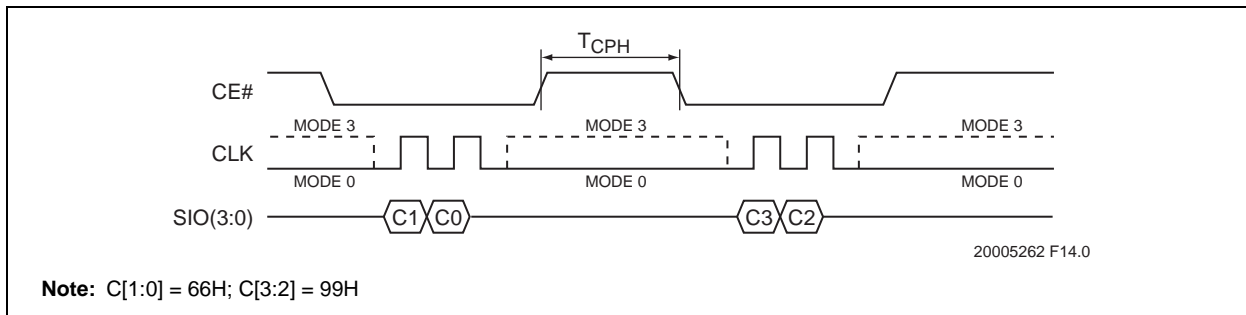 TCPH
CE#
MODE 3 MODE 3 MODE 3
CLK
MODE 0 MODE 0 MODE 0
SIO(3:0) C1 C0 C3 C2
20005262 F14.0
Note: C[1:0] = 66H; C[3:2] = 99H